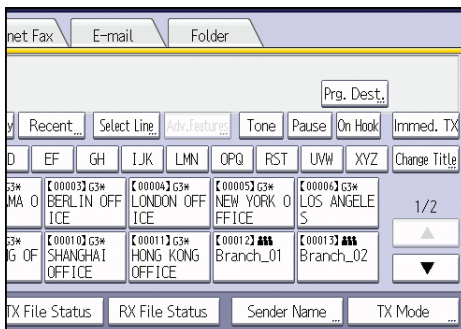 net Fax E-mail Folder
Prg. Dest.
y Recent Select Line Adv.Features Tone Pause On Hook Immed. TX
D EF GH IJK LMN OPQ RST UVW XYZ Change Title
G3* 【00003】G3* 【00004】G3* 【00005】G3* 【00006】G3*
MA O BERLIN OFF LONDON OFF NEW YORK O LOS ANGELE 1/2
ICE ICE FFICE S
G3* 【00010】G3* 【00011】G3* 【00012】 【00013】
G OF SHANGHAI HONG KONG Branch_01 Branch_02
OFFICE OFFICE
TX File Status RX File Status Sender Name TX Mode